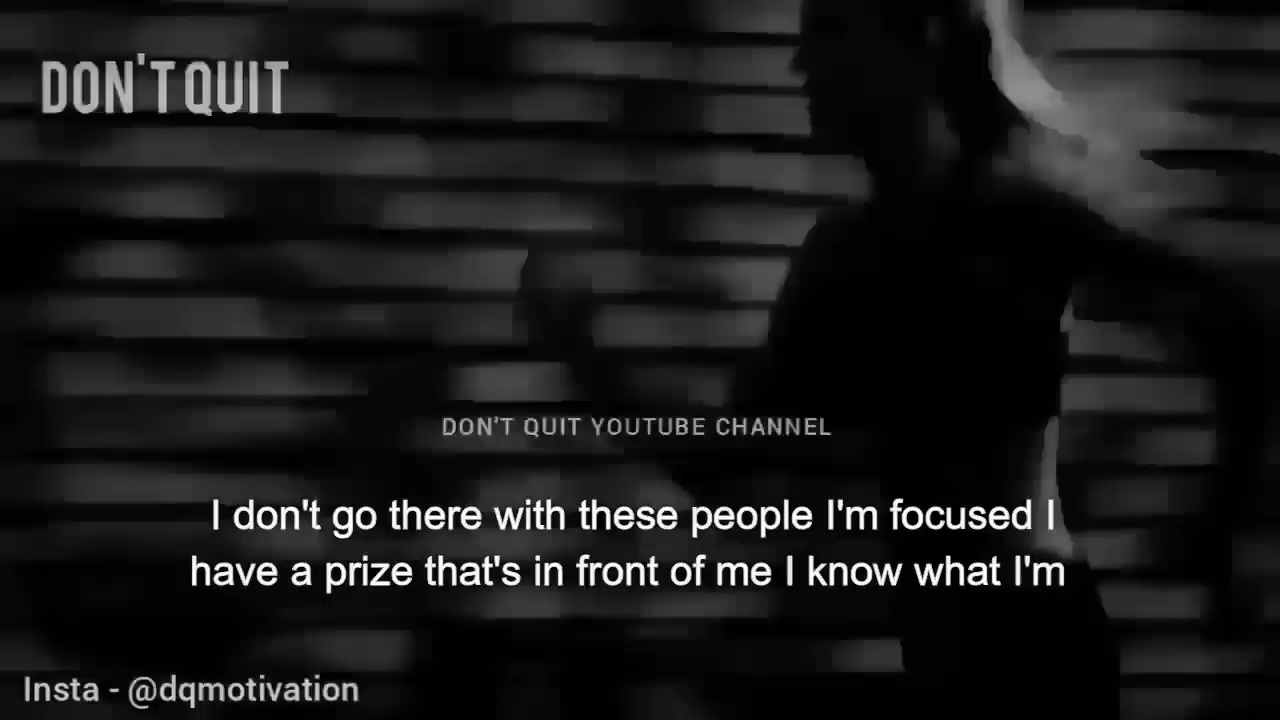 DON'T QUIT
DON'T QUIT YOUTUBE CHANNEL
I don't go there with these people I'm focused I
have a prize that's in front of me I know what I'm
Insta - @dqmotivation